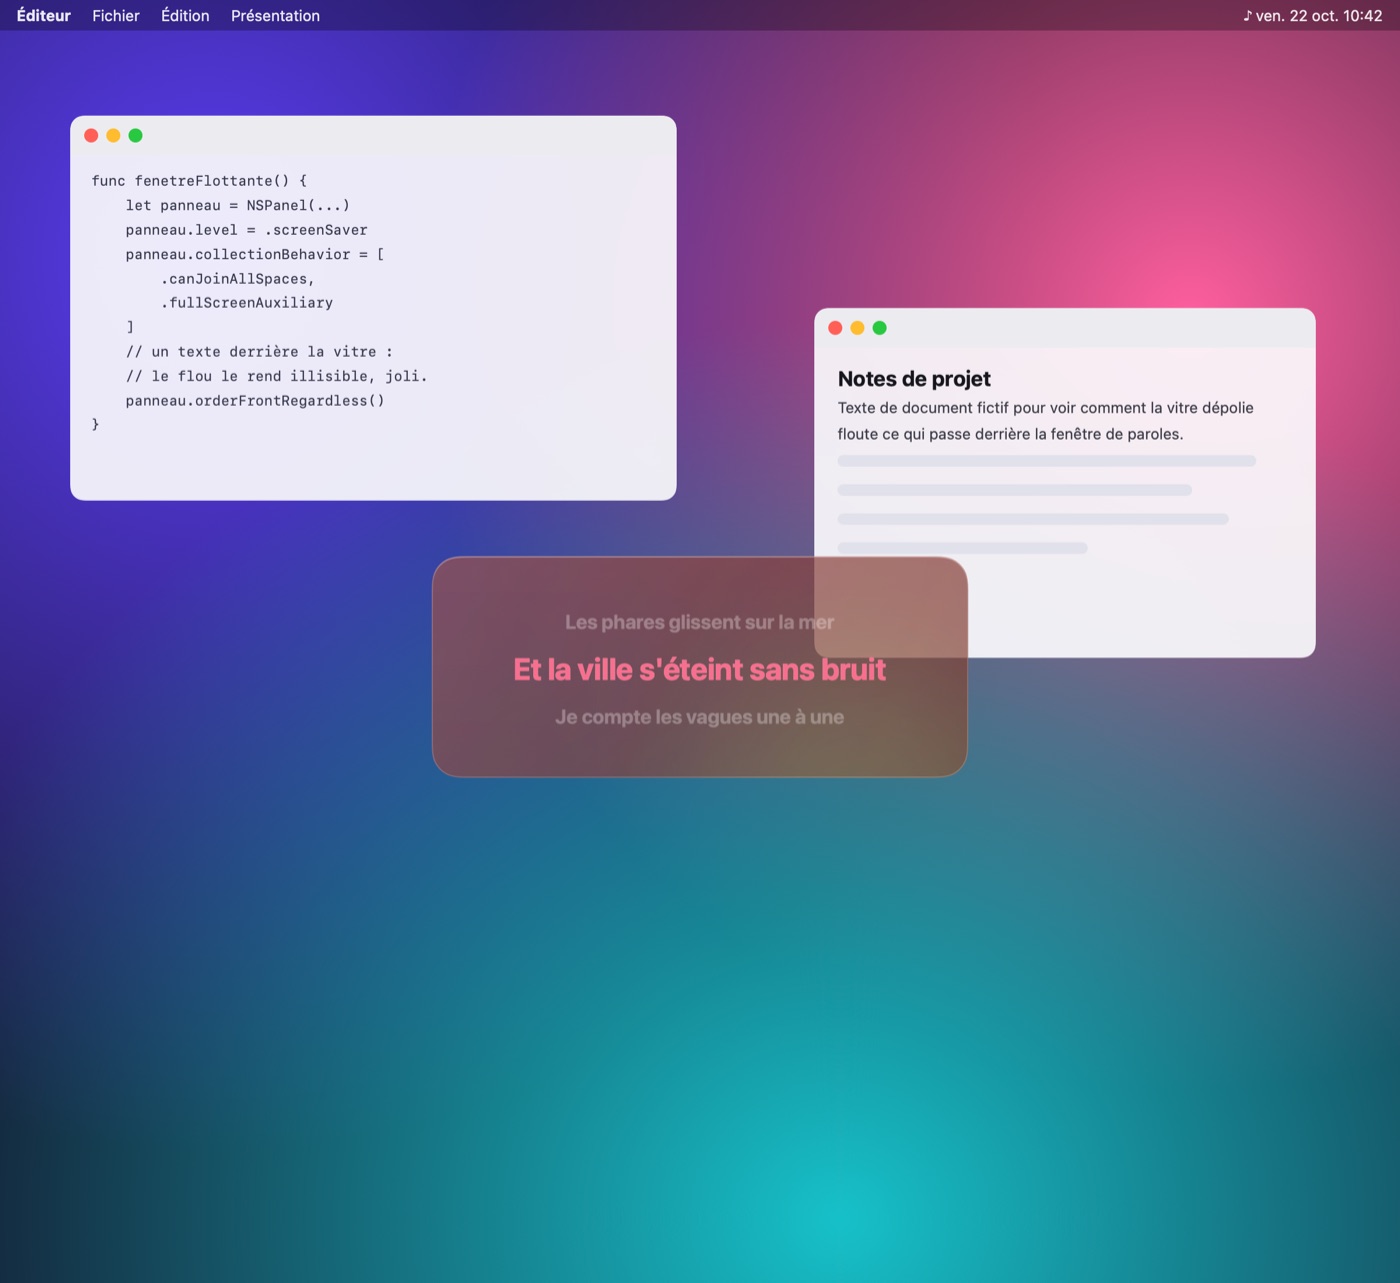 Éditeur Fichier Édition Présentation ♪ ven. 22 oct. 10:42
func fenetreFlottante() {
    let panneau = NSPanel(...)
    panneau.level = .screenSaver
    panneau.collectionBehavior = [
        .canJoinAllSpaces,
        .fullScreenAuxiliary
    ]
    // un texte derrière la vitre :
    // le flou le rend illisible, joli.
    panneau.orderFrontRegardless()
}
Notes de projet
Texte de document fictif pour voir comment la vitre dépolie
floute ce qui passe derrière la fenêtre de paroles.
Les phares glissent sur la mer
Et la ville s'éteint sans bruit
Je compte les vagues une à une